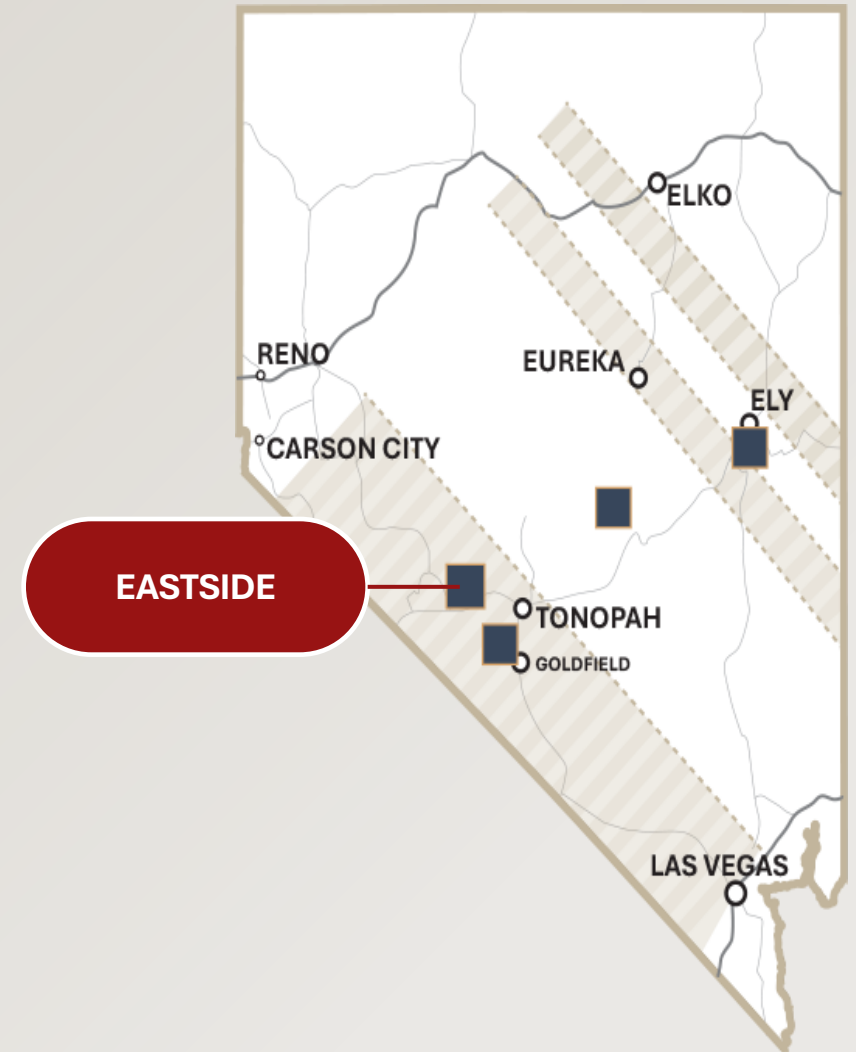 ELKO
RENO
EUREKA
ELY
CARSON CITY
EASTSIDE
TONOPAH
GOLDFIELD
LAS VEGAS